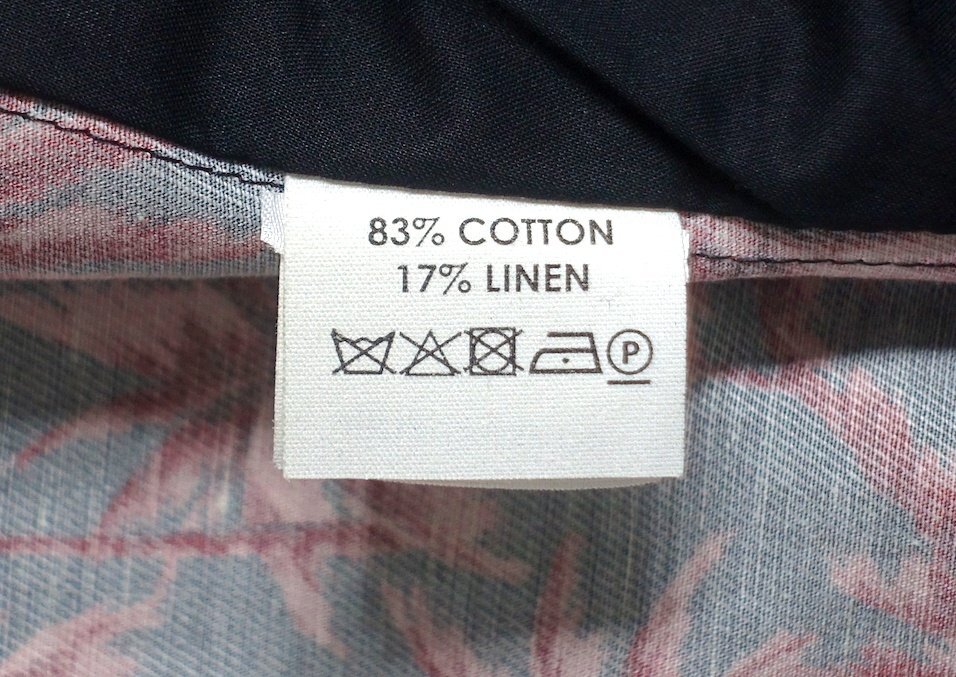 83% COTTON
17% LINEN
P